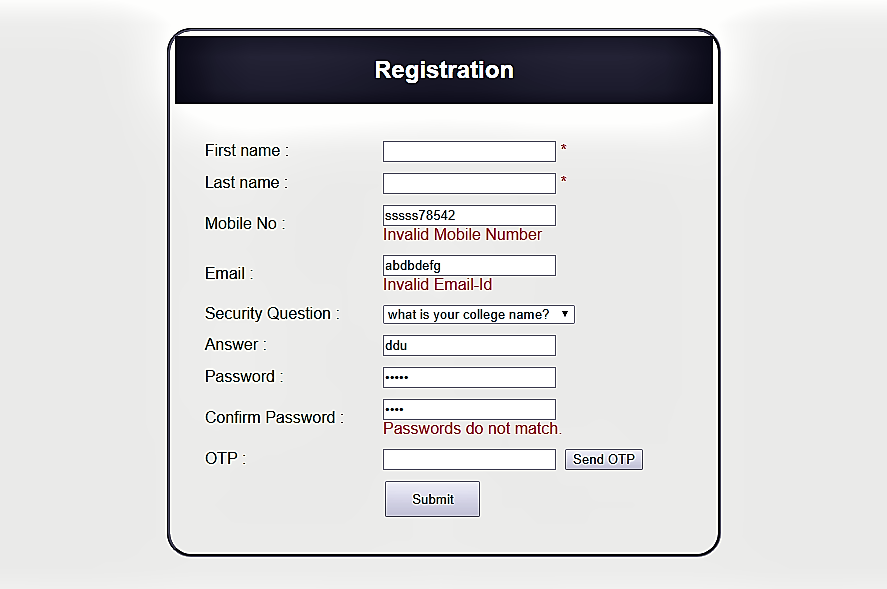 Registration
First name :
*
Last name :
*
Mobile No :
sssss78542
Invalid Mobile Number
Email :
abdbdefg
Invalid Email-Id
Security Question :
what is your college name? ▼
Answer :
ddu
Password :
•••••
Confirm Password :
••••
Passwords do not match.
OTP :
Send OTP
Submit